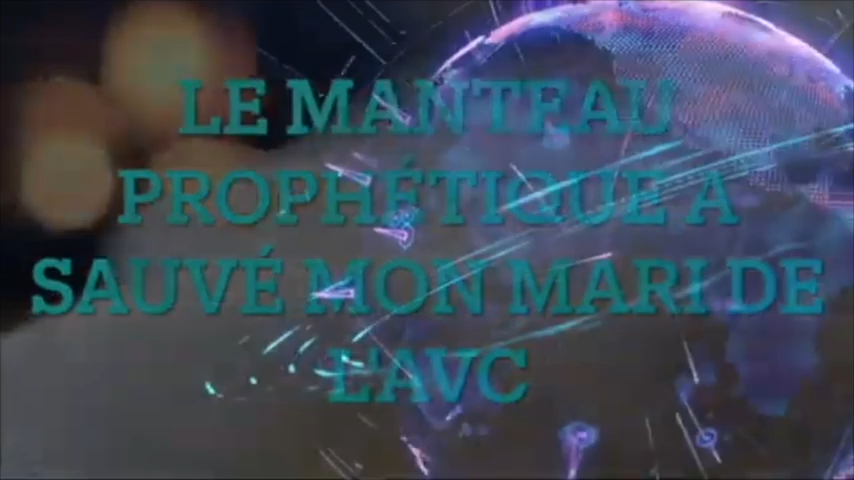 LE MANTEAU
PROPHÉTIQUE A
SAUVÉ MON MARI DE
L'AVC